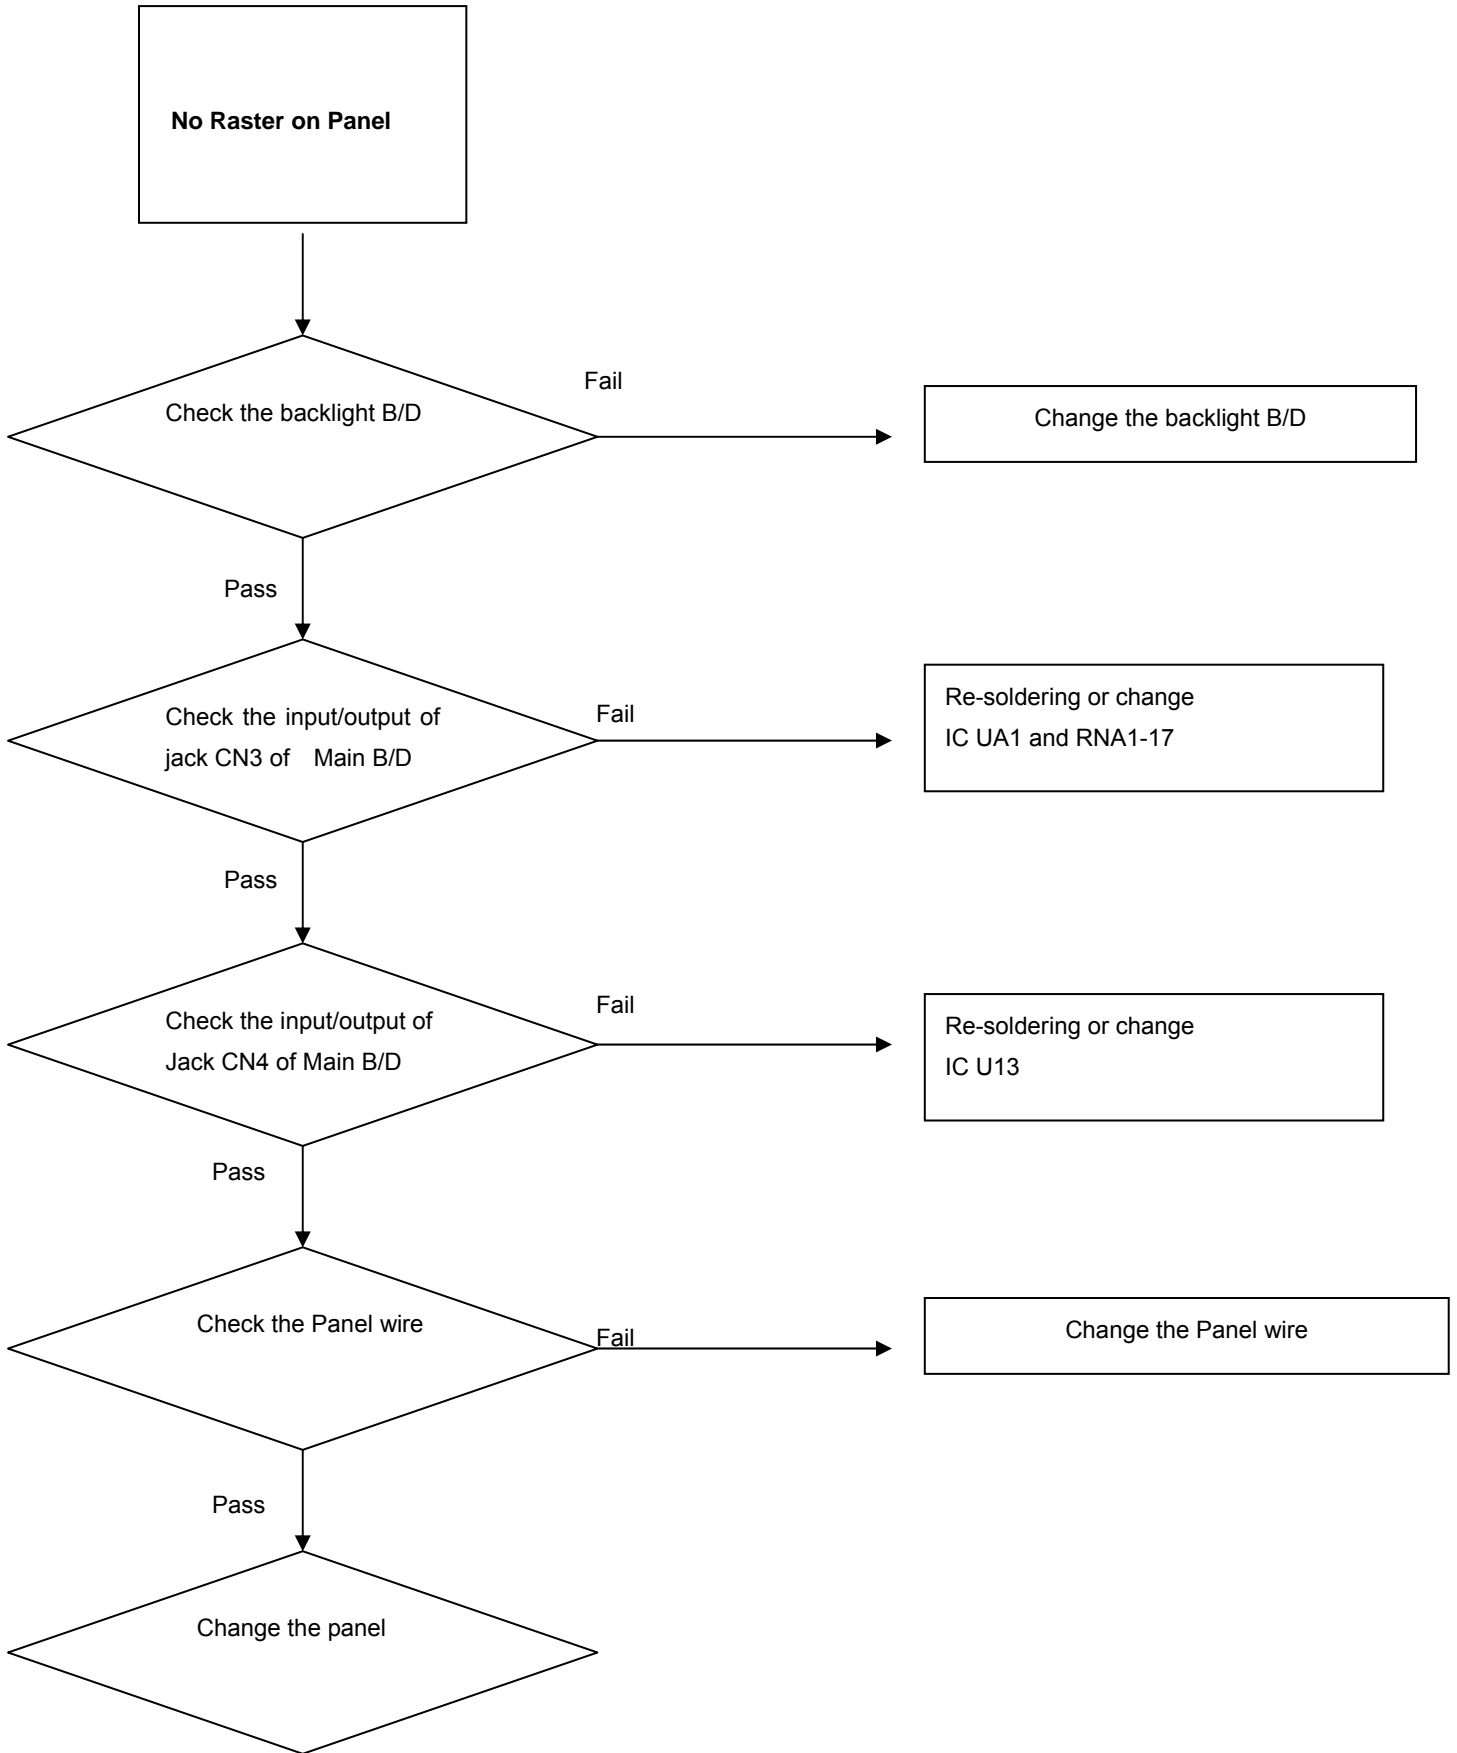 No Raster on Panel
Fail
Check the backlight B/D
Change the backlight B/D
Pass
Check the input/output of
jack CN3 of Main B/D
Fail
Re-soldering or change
IC UA1 and RNA1-17
Pass
Check the input/output of
Jack CN4 of Main B/D
Fail
Re-soldering or change
IC U13
Pass
Check the Panel wire
Fail
Change the Panel wire
Pass
Change the panel